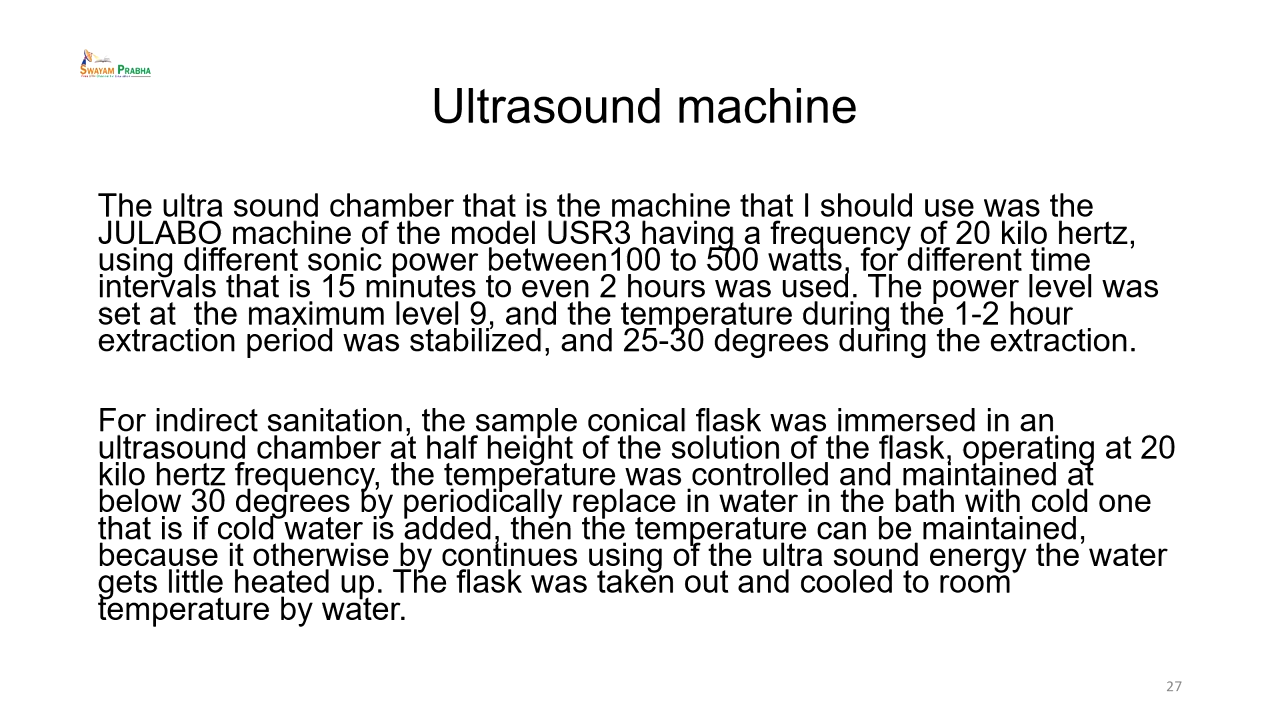 SWAYAM PRABHA
Ultrasound machine
The ultra sound chamber that is the machine that I should use was the
JULABO machine of the model USR3 having a frequency of 20 kilo hertz,
using different sonic power between100 to 500 watts, for different time
intervals that is 15 minutes to even 2 hours was used. The power level was
set at  the maximum level 9, and the temperature during the 1-2 hour
extraction period was stabilized, and 25-30 degrees during the extraction.
For indirect sanitation, the sample conical flask was immersed in an
ultrasound chamber at half height of the solution of the flask, operating at 20
kilo hertz frequency, the temperature was controlled and maintained at
below 30 degrees by periodically replace in water in the bath with cold one
that is if cold water is added, then the temperature can be maintained,
because it otherwise by continues using of the ultra sound energy the water
gets little heated up. The flask was taken out and cooled to room
temperature by water.
27